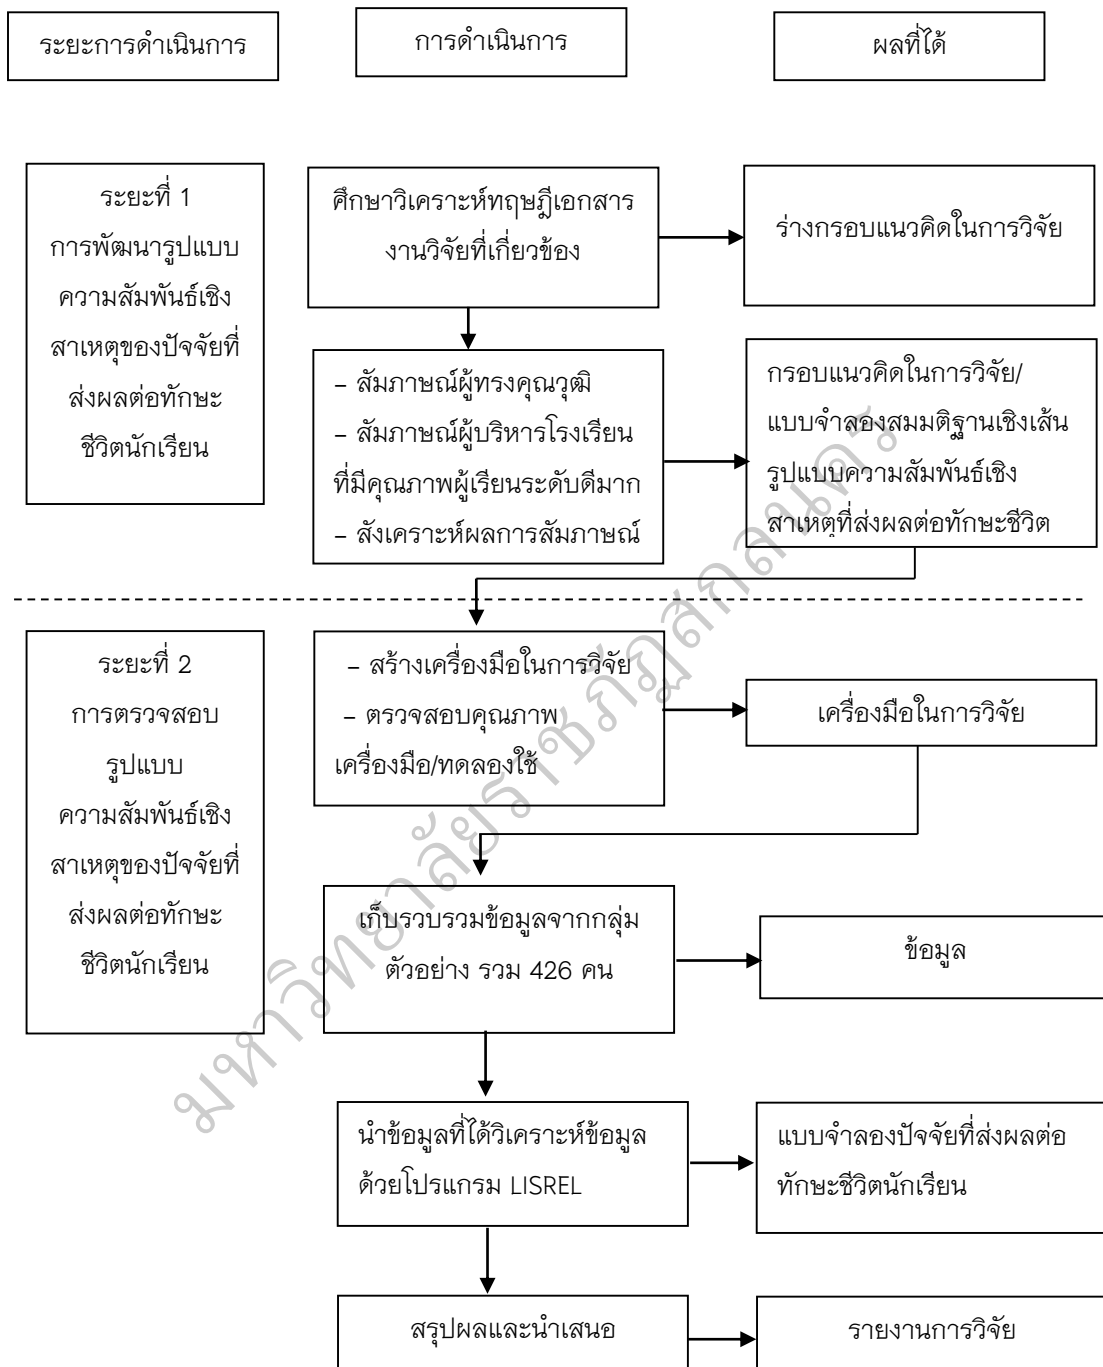 ระยะการดำเนินการ
การดำเนินการ
ผลที่ได้
ระยะที่ 1
การพัฒนารูปแบบ
ความสัมพันธ์เชิง
สาเหตุของปัจจัยที่
ส่งผลต่อทักษะ
ชีวิตนักเรียน
ศึกษาวิเคราะห์ทฤษฎีเอกสาร
งานวิจัยที่เกี่ยวข้อง
ร่างกรอบแนวคิดในการวิจัย
- สัมภาษณ์ผู้ทรงคุณวุฒิ
- สัมภาษณ์ผู้บริหารโรงเรียน
ที่มีคุณภาพผู้เรียนระดับดีมาก
- สังเคราะห์ผลการสัมภาษณ์
กรอบแนวคิดในการวิจัย/
แบบจำลองสมมติฐานเชิงเส้น
รูปแบบความสัมพันธ์เชิง
สาเหตุที่ส่งผลต่อทักษะชีวิต
ระยะที่ 2
การตรวจสอบ
รูปแบบ
ความสัมพันธ์เชิง
สาเหตุของปัจจัยที่
ส่งผลต่อทักษะ
ชีวิตนักเรียน
- สร้างเครื่องมือในการวิจัย
- ตรวจสอบคุณภาพ
เครื่องมือ/ทดลองใช้
เครื่องมือในการวิจัย
เก็บรวบรวมข้อมูลจากกลุ่ม
ตัวอย่าง รวม 426 คน
ข้อมูล
นำข้อมูลที่ได้วิเคราะห์ข้อมูล
ด้วยโปรแกรม LISREL
แบบจำลองปัจจัยที่ส่งผลต่อ
ทักษะชีวิตนักเรียน
สรุปผลและนำเสนอ
รายงานการวิจัย
มหาวิทยาลัยราชภัฏสกลนคร